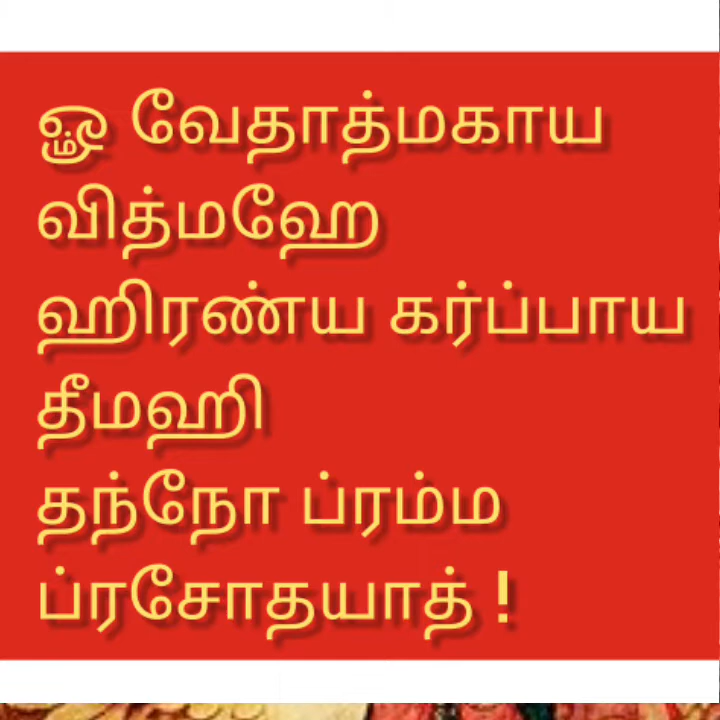 ௐ வேதாத்மகாய
வித்மஹே
ஹிரண்ய கர்ப்பாய
தீமஹி
தந்நோ ப்ரம்ம
ப்ரசோதயாத் !